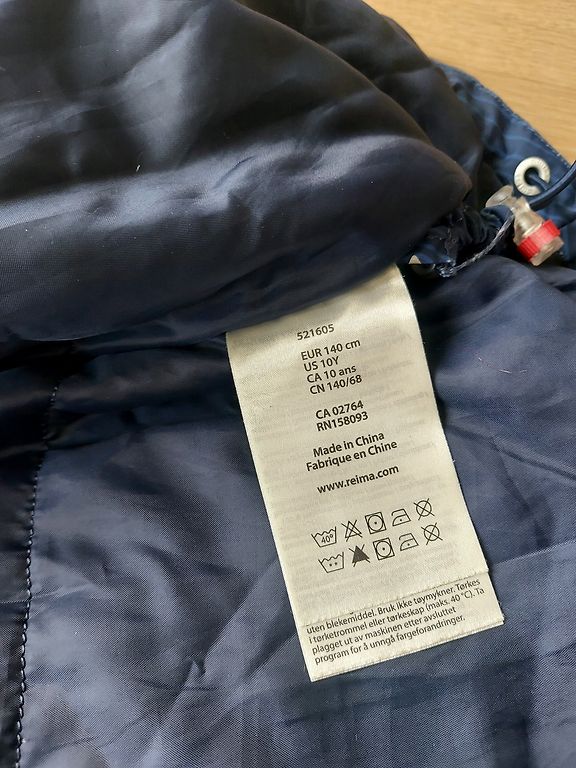 521605
EUR 140 cm
US 10Y
CA 10 ans
CN 140/68
CA 02764
RN158093
Made in China
Fabrique en Chine
www.reima.com
40°
uten blekemiddel. Bruk ikke tøymykner. Tørkes
i tørketrommel eller tørkeskap (maks. 40 °C). Ta
plagget ut av maskinen etter avsluttet
program for å unngå fargeforandringer.